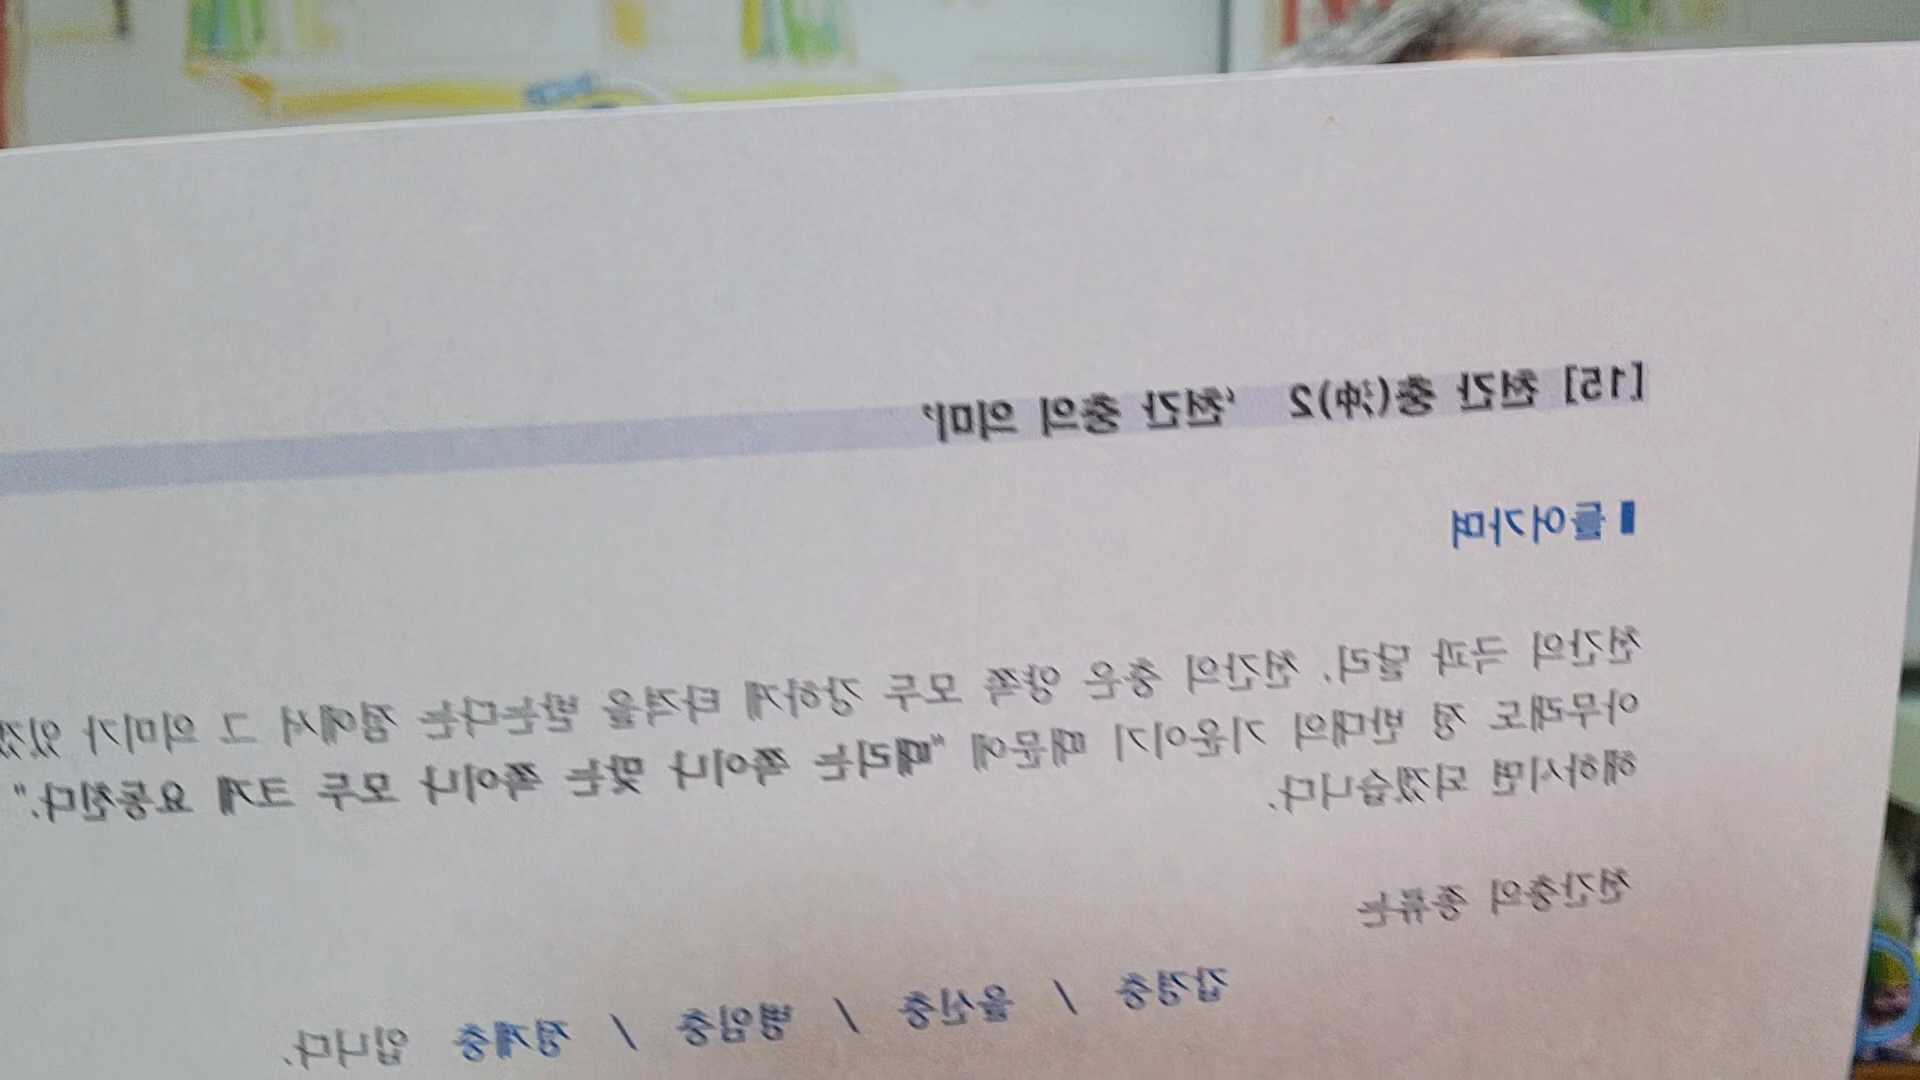 [15] 천간 충(沖)2 '천간 충의 의미'
▮들어가며
천간의 극과 달리, 천간의 충은 양쪽 모두 강하게 타격을 받는다는 점에서 그 의미가
아무래도 정 반대의 기운이기 때문에 "때리는 쪽이나 맞는 쪽이나 모두 크게 요동친다."
해하시면 되겠습니다.
천간충의 종류는
갑경충 / 을신충 / 병임충 / 정계충 입니다.